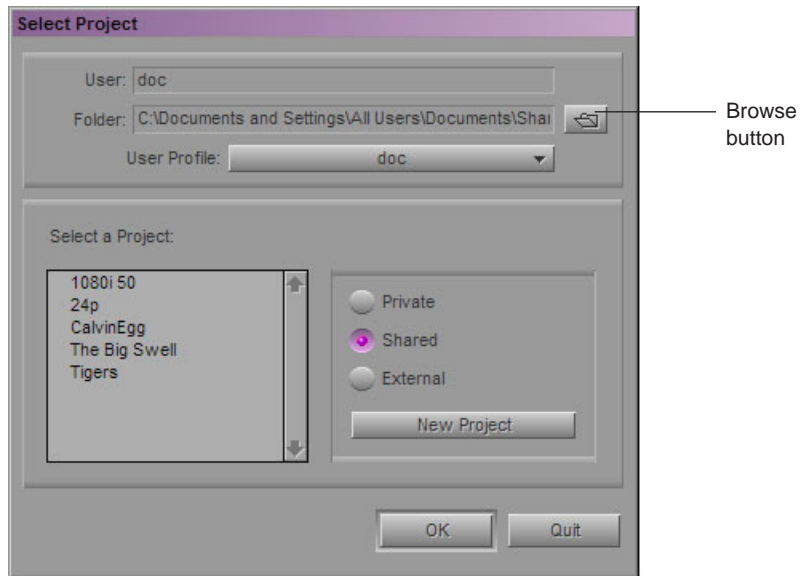 Select Project
User: doc
Folder: C:\Documents and Settings\All Users\Documents\Shar
Browse
button
User Profile: doc
Select a Project:
1080i 50
24p
CalvinEgg
The Big Swell
Tigers
Private
Shared
External
New Project
OK
Quit